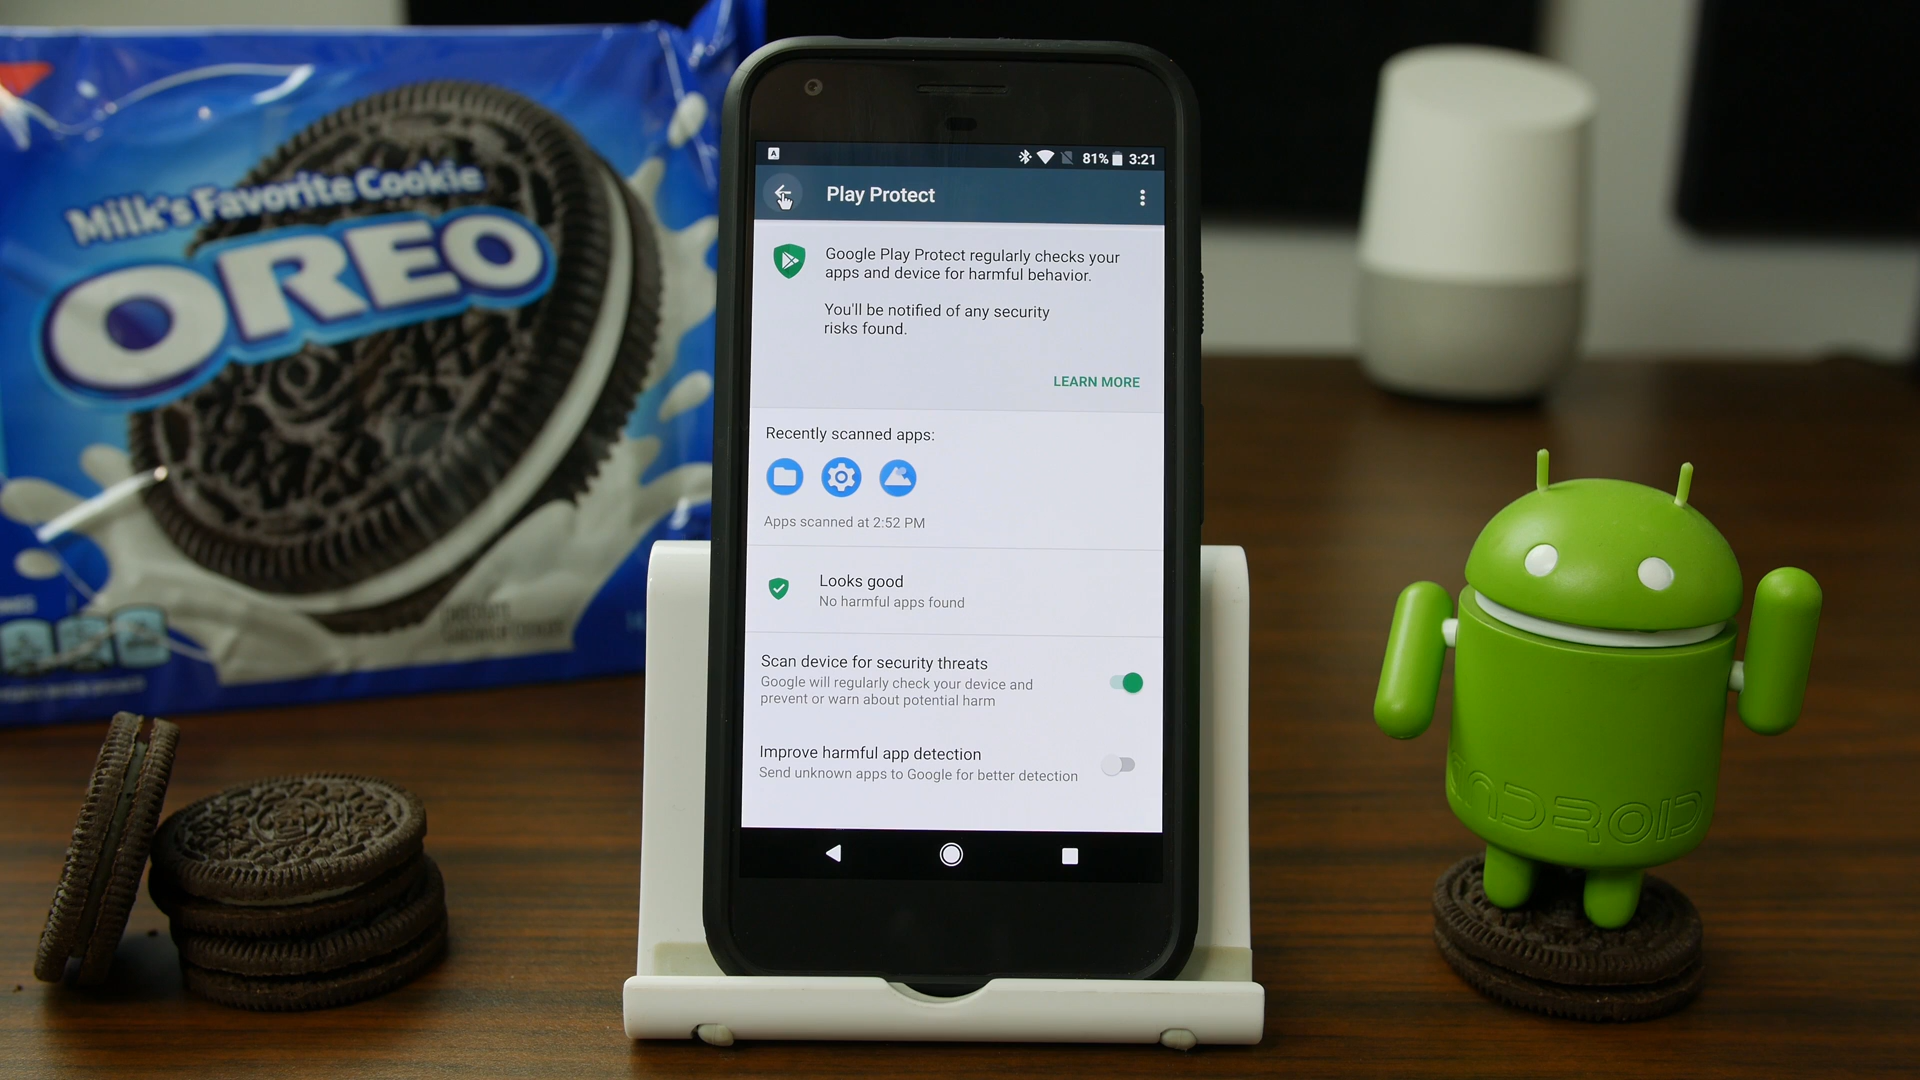 Milk's Favorite Cookie
OREO
A
81% 3:21
Play Protect
Google Play Protect regularly checks your
apps and device for harmful behavior.
You'll be notified of any security
risks found.
LEARN MORE
Recently scanned apps:
Apps scanned at 2:52 PM
Looks good
No harmful apps found
Scan device for security threats
Google will regularly check your device and
prevent or warn about potential harm
Improve harmful app detection
Send unknown apps to Google for better detection
CHOCOLATE
SANDWICH COOKIES
ANDROID